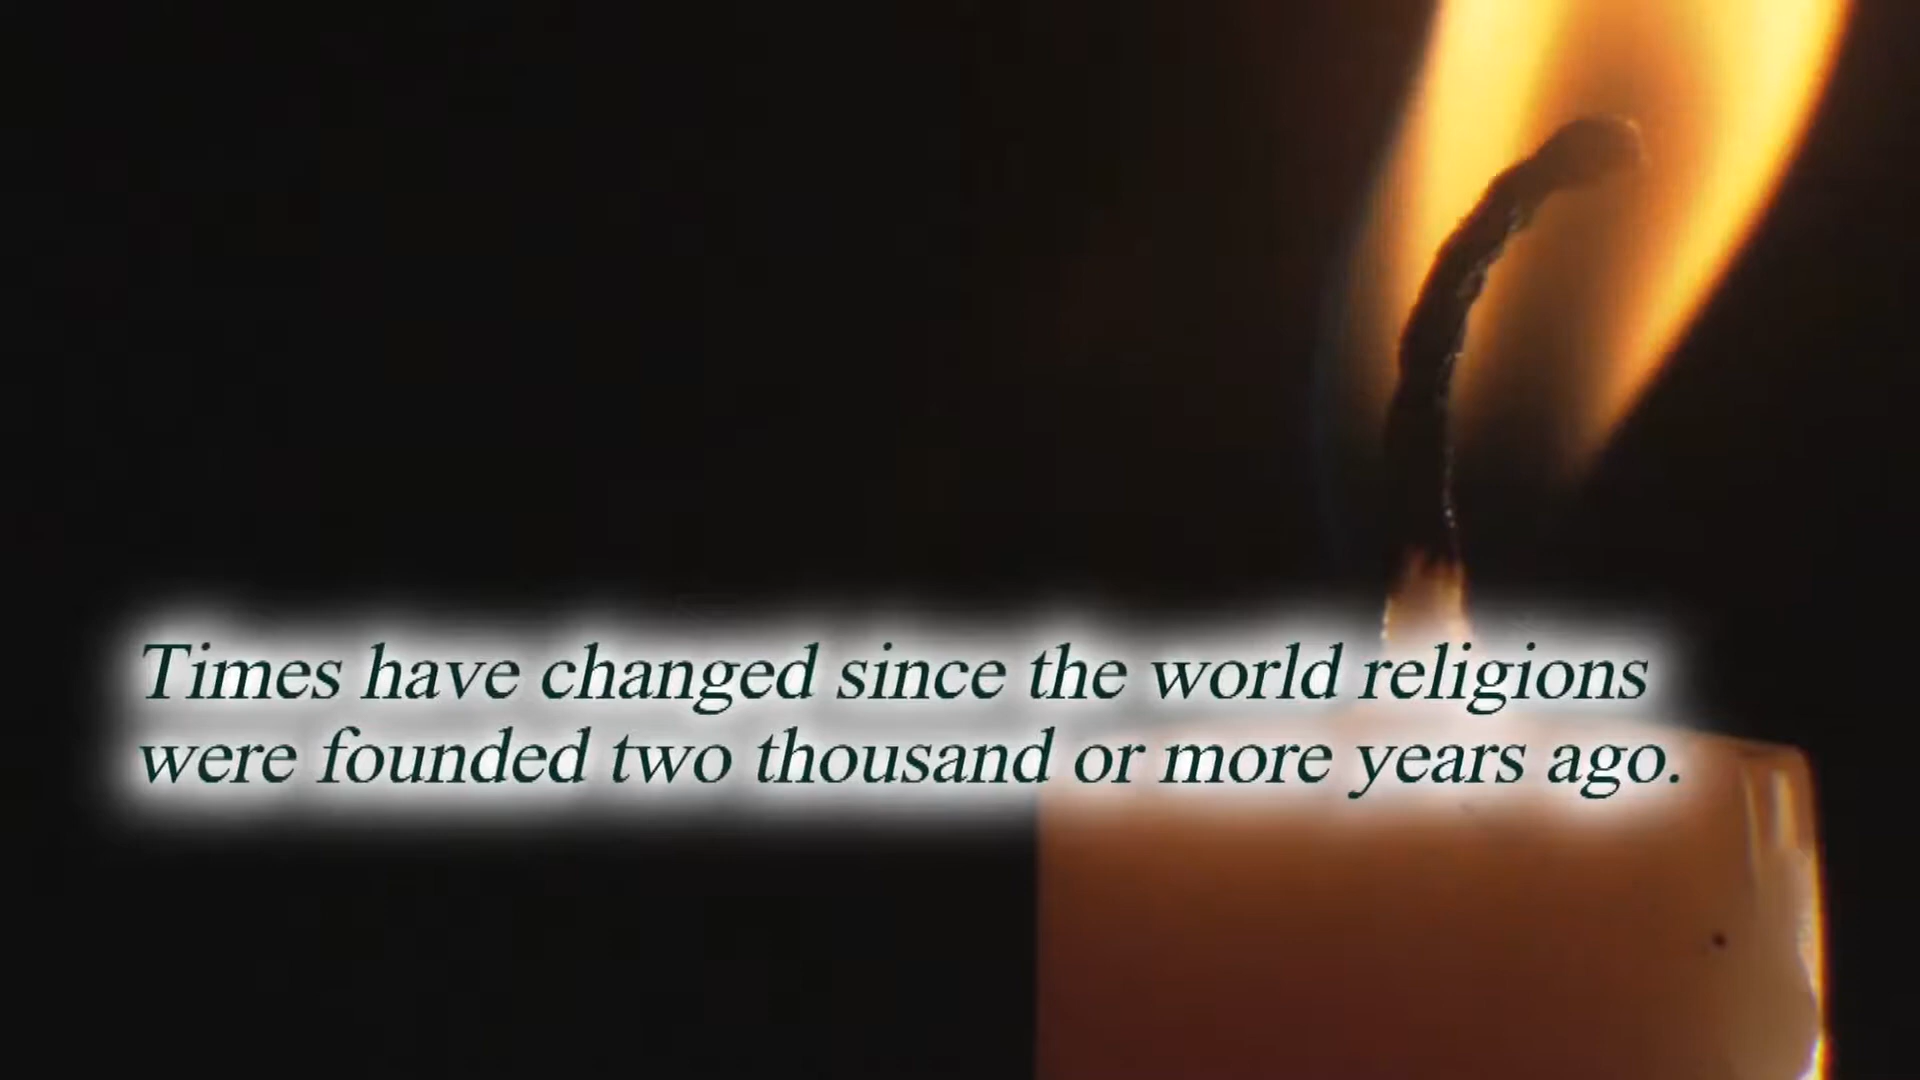 Times have changed since the world religions
were founded two thousand or more years ago.